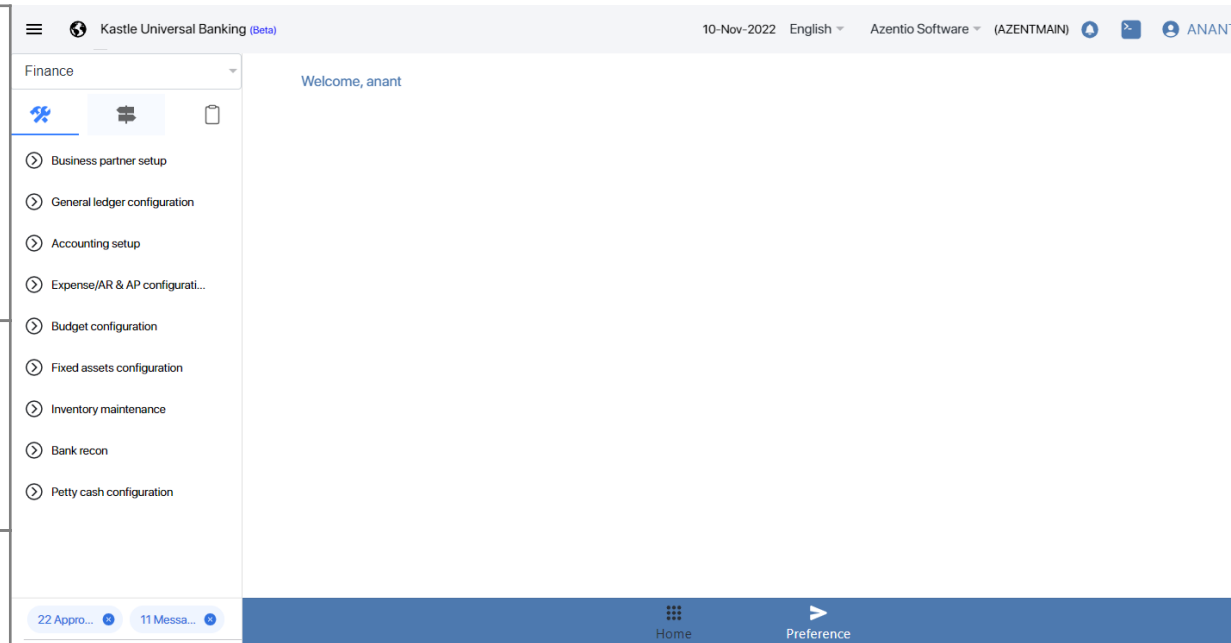 Kastle Universal Banking (Beta) 10-Nov-2022 English Azentio Software (AZENTMAIN) ANANT
Finance
Welcome, anant
Business partner setup
General ledger configuration
Accounting setup
Expense/AR & AP configurati...
Budget configuration
Fixed assets configuration
Inventory maintenance
Bank recon
Petty cash configuration
22 Appro... 11 Messa...
Home Preference